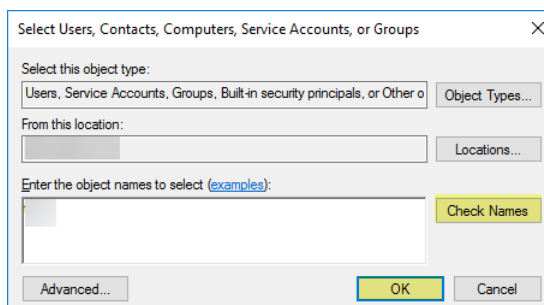 Select Users, Contacts, Computers, Service Accounts, or Groups
Select this object type:
Users, Service Accounts, Groups, Built-in security principals, or Other o
Object Types...
From this location:
Locations...
Enter the object names to select (examples):
Check Names
Advanced...
OK
Cancel